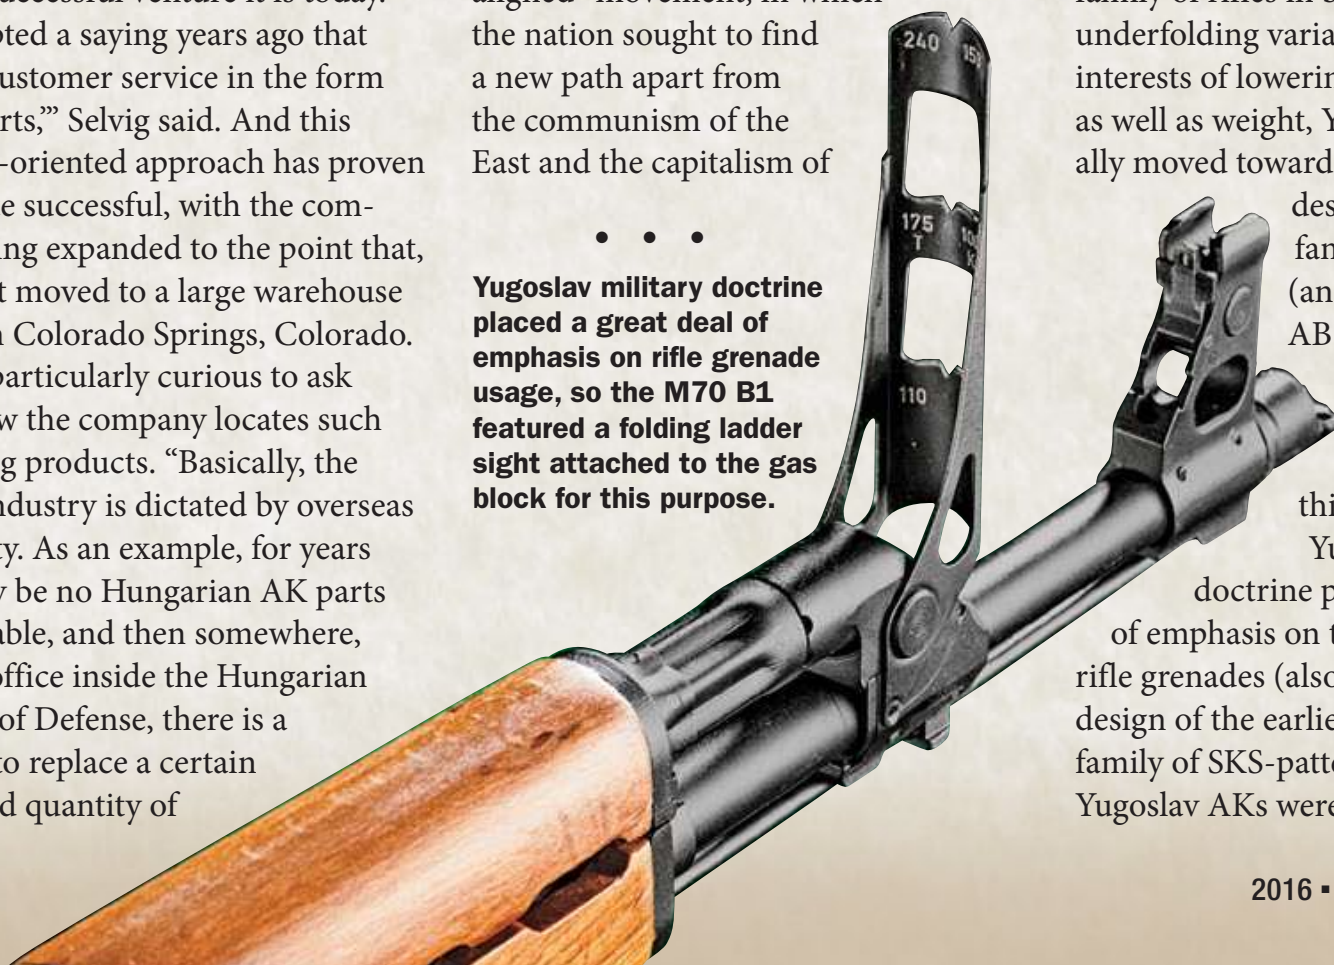 successful venture it is today.
pted a saying years ago that
ustomer service in the form
rts,’” Selvig said. And this
-oriented approach has proven
e successful, with the com-
ng expanded to the point that,
t moved to a large warehouse
n Colorado Springs, Colorado.
particularly curious to ask
w the company locates such
g products. “Basically, the
ndustry is dictated by overseas
ty. As an example, for years
y be no Hungarian AK parts
able, and then somewhere,
office inside the Hungarian
of Defense, there is a
to replace a certain
d quantity of
aligned” movement, in which
the nation sought to find
a new path apart from
the communism of the
East and the capitalism of
• • •
Yugoslav military doctrine
placed a great deal of
emphasis on rifle grenade
usage, so the M70 B1
featured a folding ladder
sight attached to the gas
block for this purpose.
240
175
T
110
family of rifles in
underfolding varia
interests of lowerin
as well as weight, Y
ally moved toward
des
fan
(an
AB
thi
Yu
doctrine p
of emphasis on t
rifle grenades (also
design of the earlie
family of SKS-patte
Yugoslav AKs were
2016 ▪